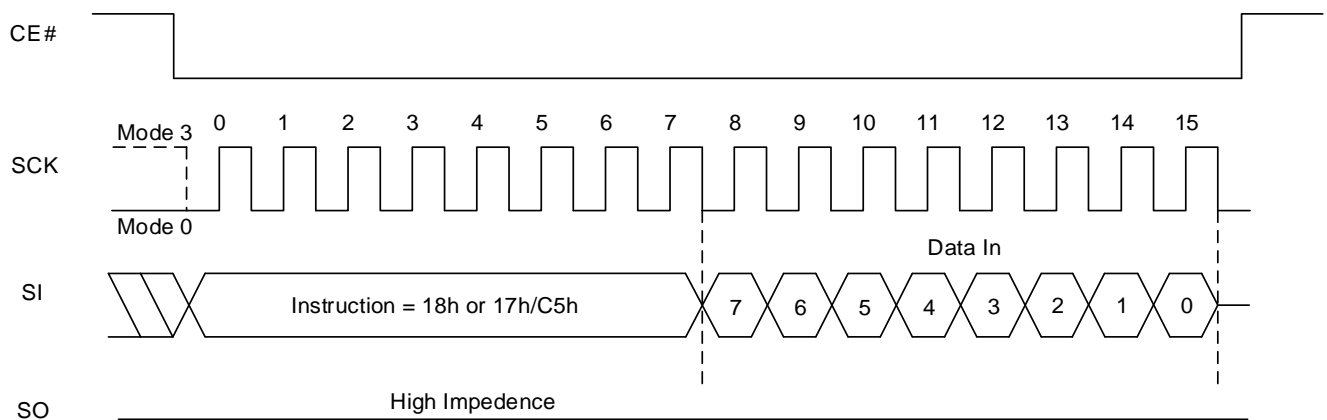 CE#
0 1 2 3 4 5 6 7 8 9 10 11 12 13 14 15
Mode 3
SCK
Mode 0
Data In
SI
Instruction = 18h or 17h/C5h
7 6 5 4 3 2 1 0
High Impedence
SO